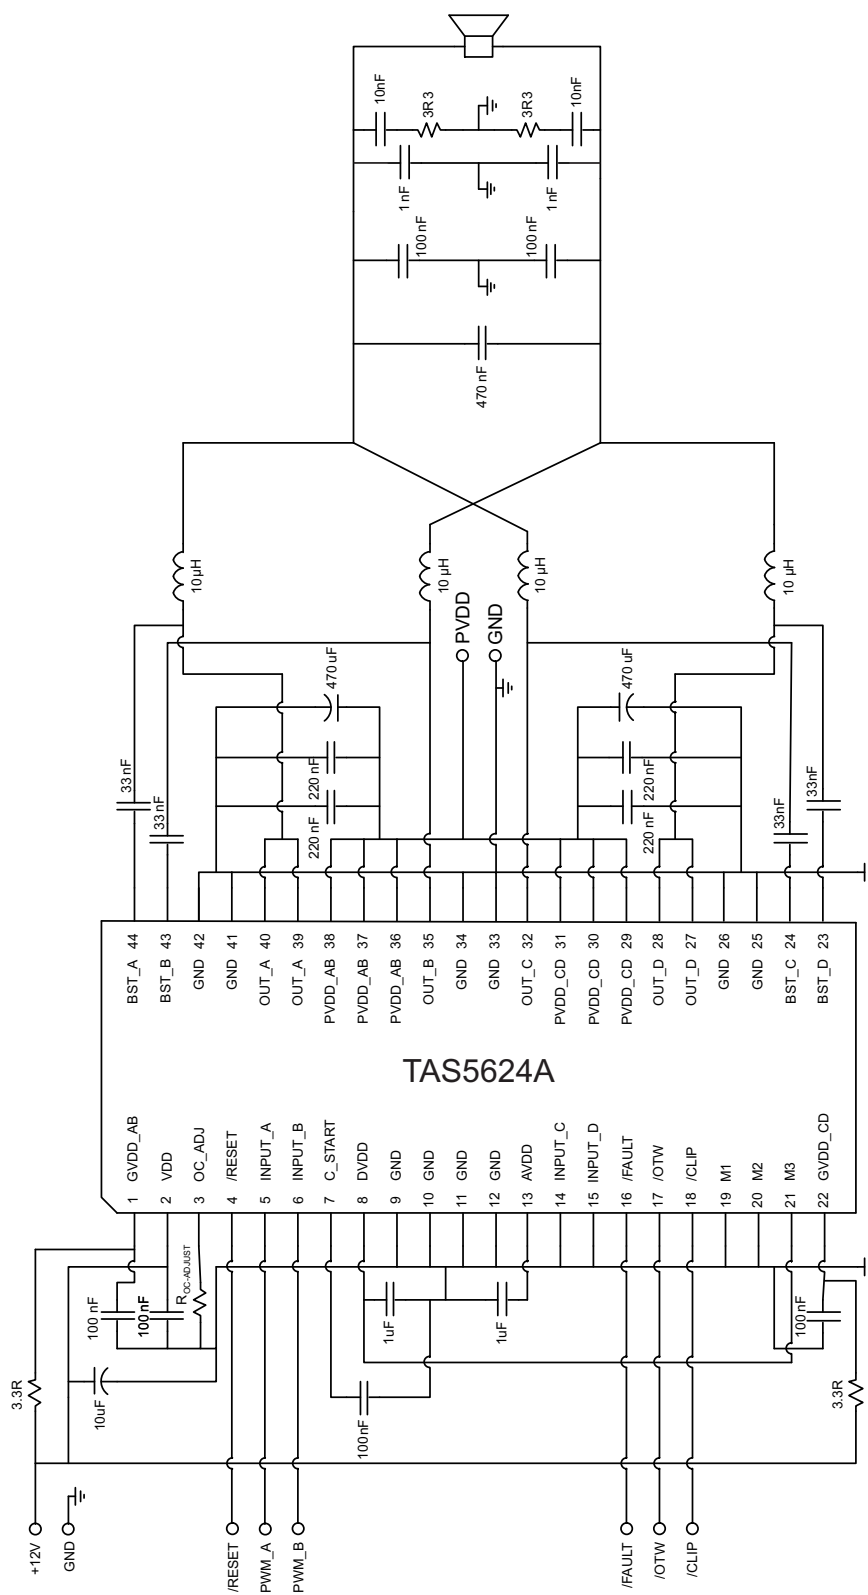 10nF
3R3
3R3
10nF
1nF
1nF
100nF
100nF
470 nF
10 µH
10 µH
10 µH
10 µH
PVDD
GND
470 uF
220 nF
220 nF
470 uF
220 nF
220 nF
33nF
33nF
33nF
33nF
BST_A 44
BST_B 43
GND 42
GND 41
OUT_A 40
OUT_A 39
PVDD_AB 38
PVDD_AB 37
PVDD_AB 36
OUT_B 35
GND 34
GND 33
OUT_C 32
PVDD_CD 31
PVDD_CD 30
PVDD_CD 29
OUT_D 28
OUT_D 27
GND 26
GND 25
BST_C 24
BST_D 23
TAS5624A
1 GVDD_AB
2 VDD
3 OC_ADJ
4 /RESET
5 INPUT_A
6 INPUT_B
7 C_START
8 DVDD
9 GND
10 GND
11 GND
12 GND
13 AVDD
14 INPUT_C
15 INPUT_D
16 /FAULT
17 /OTW
18 /CLIP
19 M1
20 M2
21 M3
22 GVDD_CD
100 nF
100 nF
ROC-ADJUST
1uF
1uF
100nF
3.3R
10uF
100nF
3.3R
+12V
GND
/RESET
PWM_A
PWM_B
/FAULT
/OTW
/CLIP